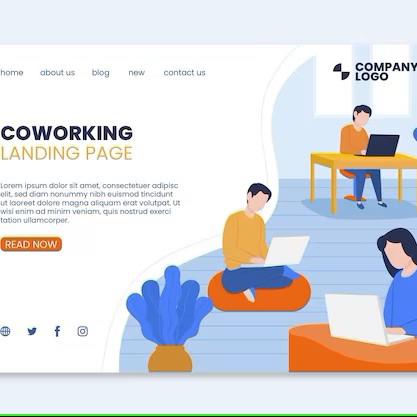 home about us blog new contact us
COMPANY
LOGO
COWORKING
LANDING PAGE
Lorem ipsum dolor sit amet, consectetuer adipisc
elit, sed diam nonummy nibh euismod tincidunt ut
laoreet dolore magna aliquam erat volutpat. Ut wisi
enim ad minim veniam, quis nostrud exerci
tation ullamcorper.
READ NOW